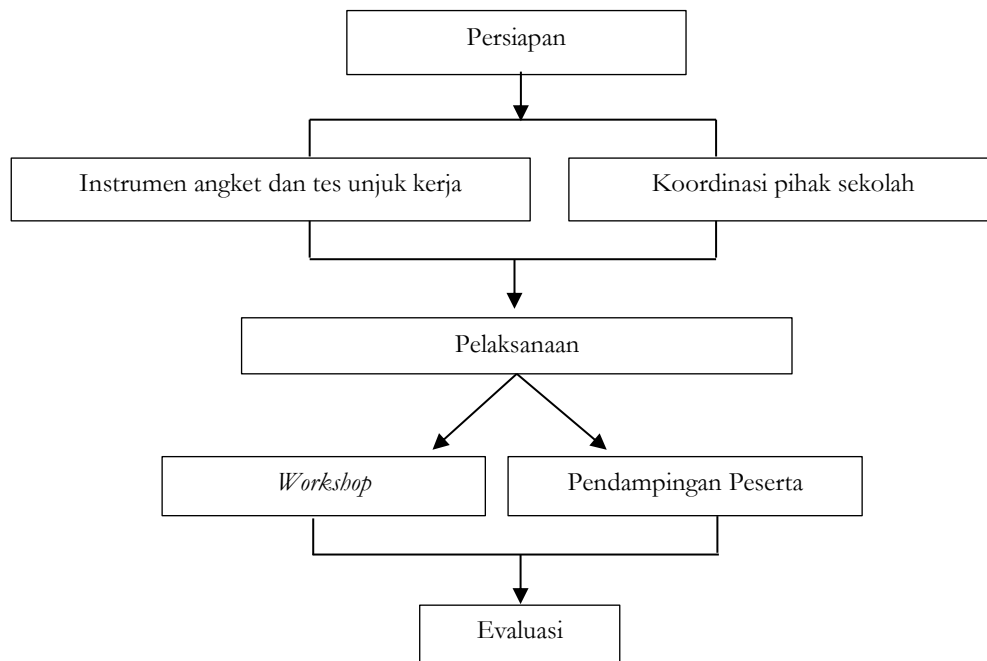 Persiapan
Instrumen angket dan tes unjuk kerja
Koordinasi pihak sekolah
Pelaksanaan
Workshop
Pendampingan Peserta
Evaluasi